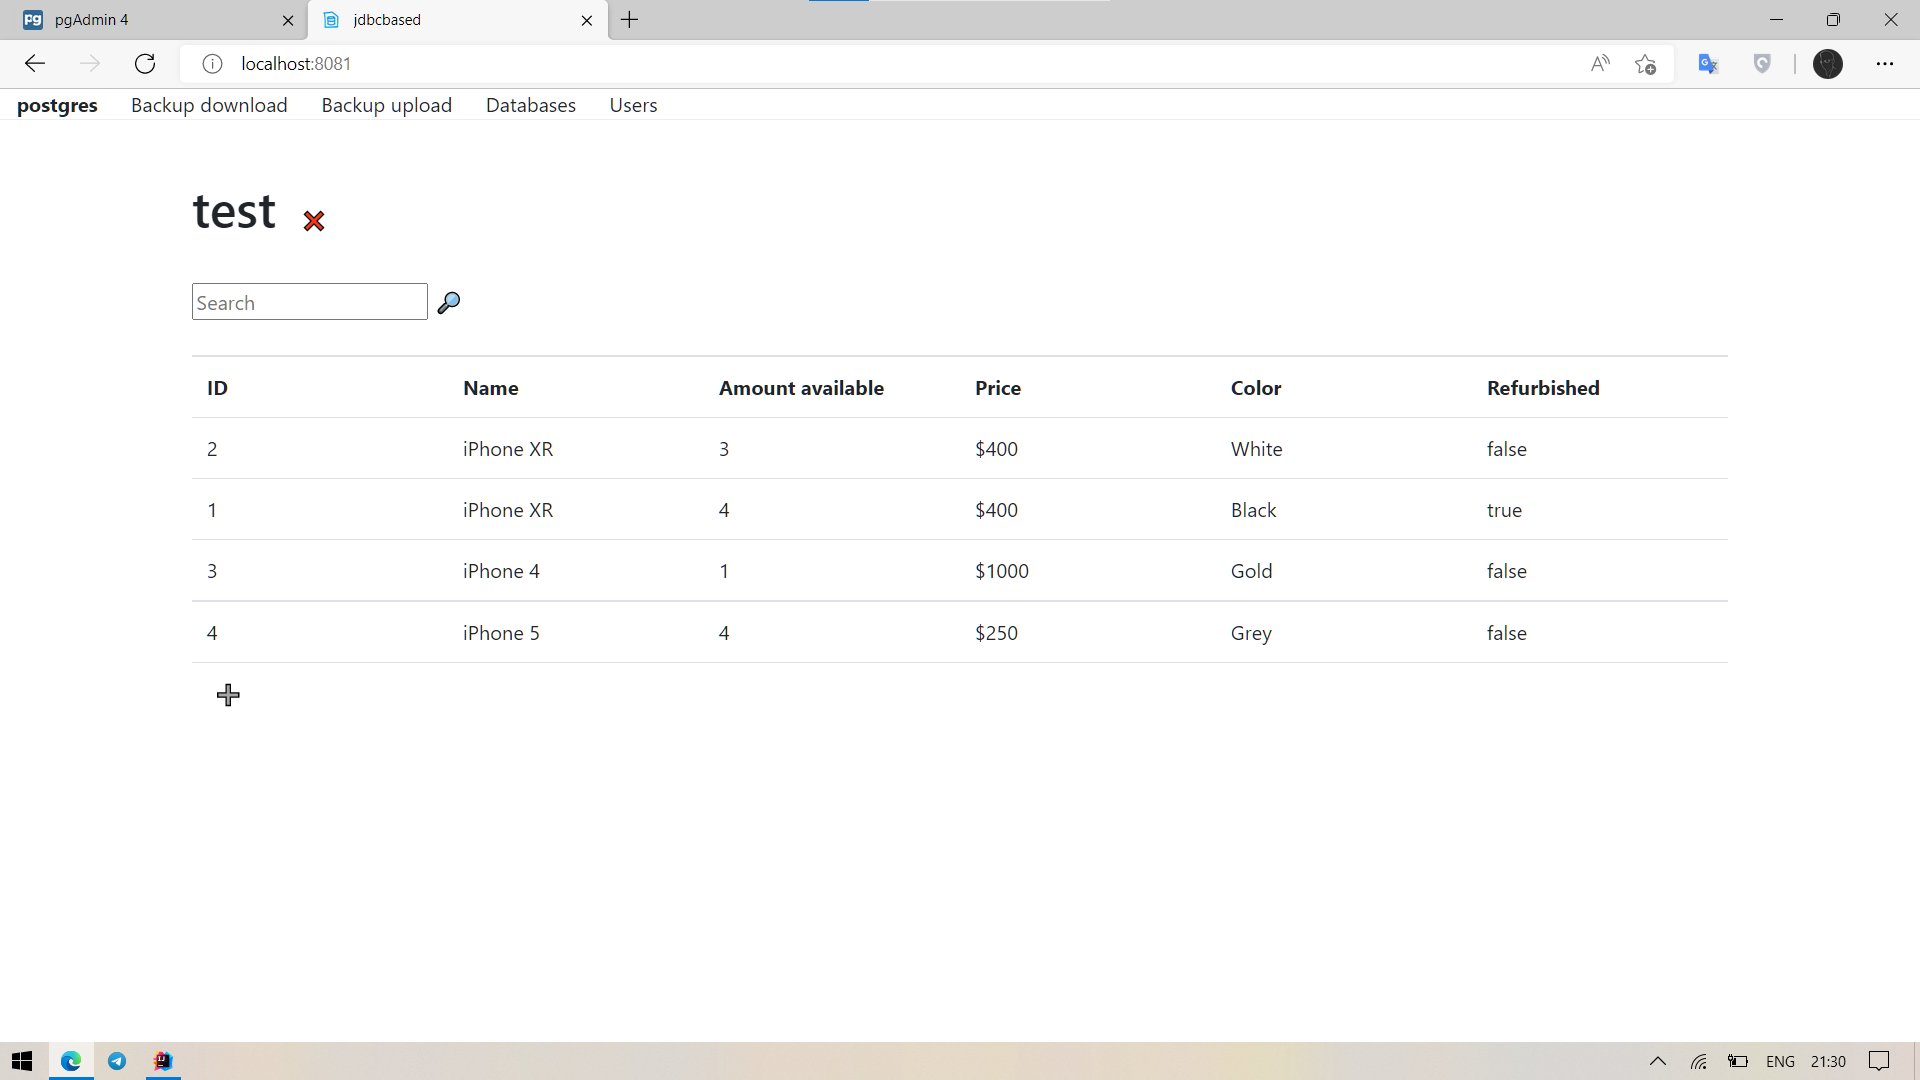 pgAdmin 4
jdbcbased
localhost:8081
postgres Backup download Backup upload Databases Users
test
Search
ID Name Amount available Price Color Refurbished
2 iPhone XR 3 $400 White false
1 iPhone XR 4 $400 Black true
3 iPhone 4 1 $1000 Gold false
4 iPhone 5 4 $250 Grey false
ENG 21:30